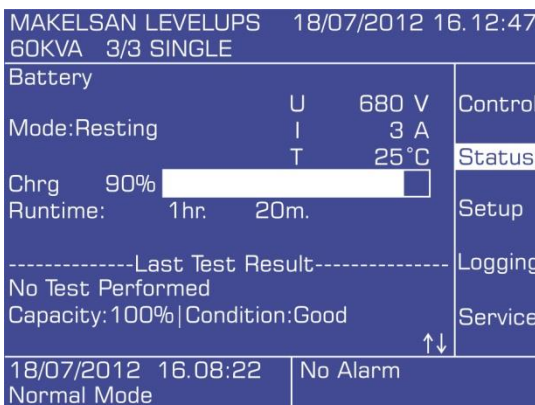 MAKELSAN LEVELUPS 18/07/2012 16.12:47
60KVA 3/3 SINGLE
Battery
U 680 V
Mode:Resting I 3 A
T 25°C
Chrg 90%
Runtime: 1hr. 20m.
--------------Last Test Result---------------
No Test Performed
Capacity:100%|Condition:Good
↑↓
Control
Status
Setup
Logging
Service
18/07/2012 16.08:22 No Alarm
Normal Mode